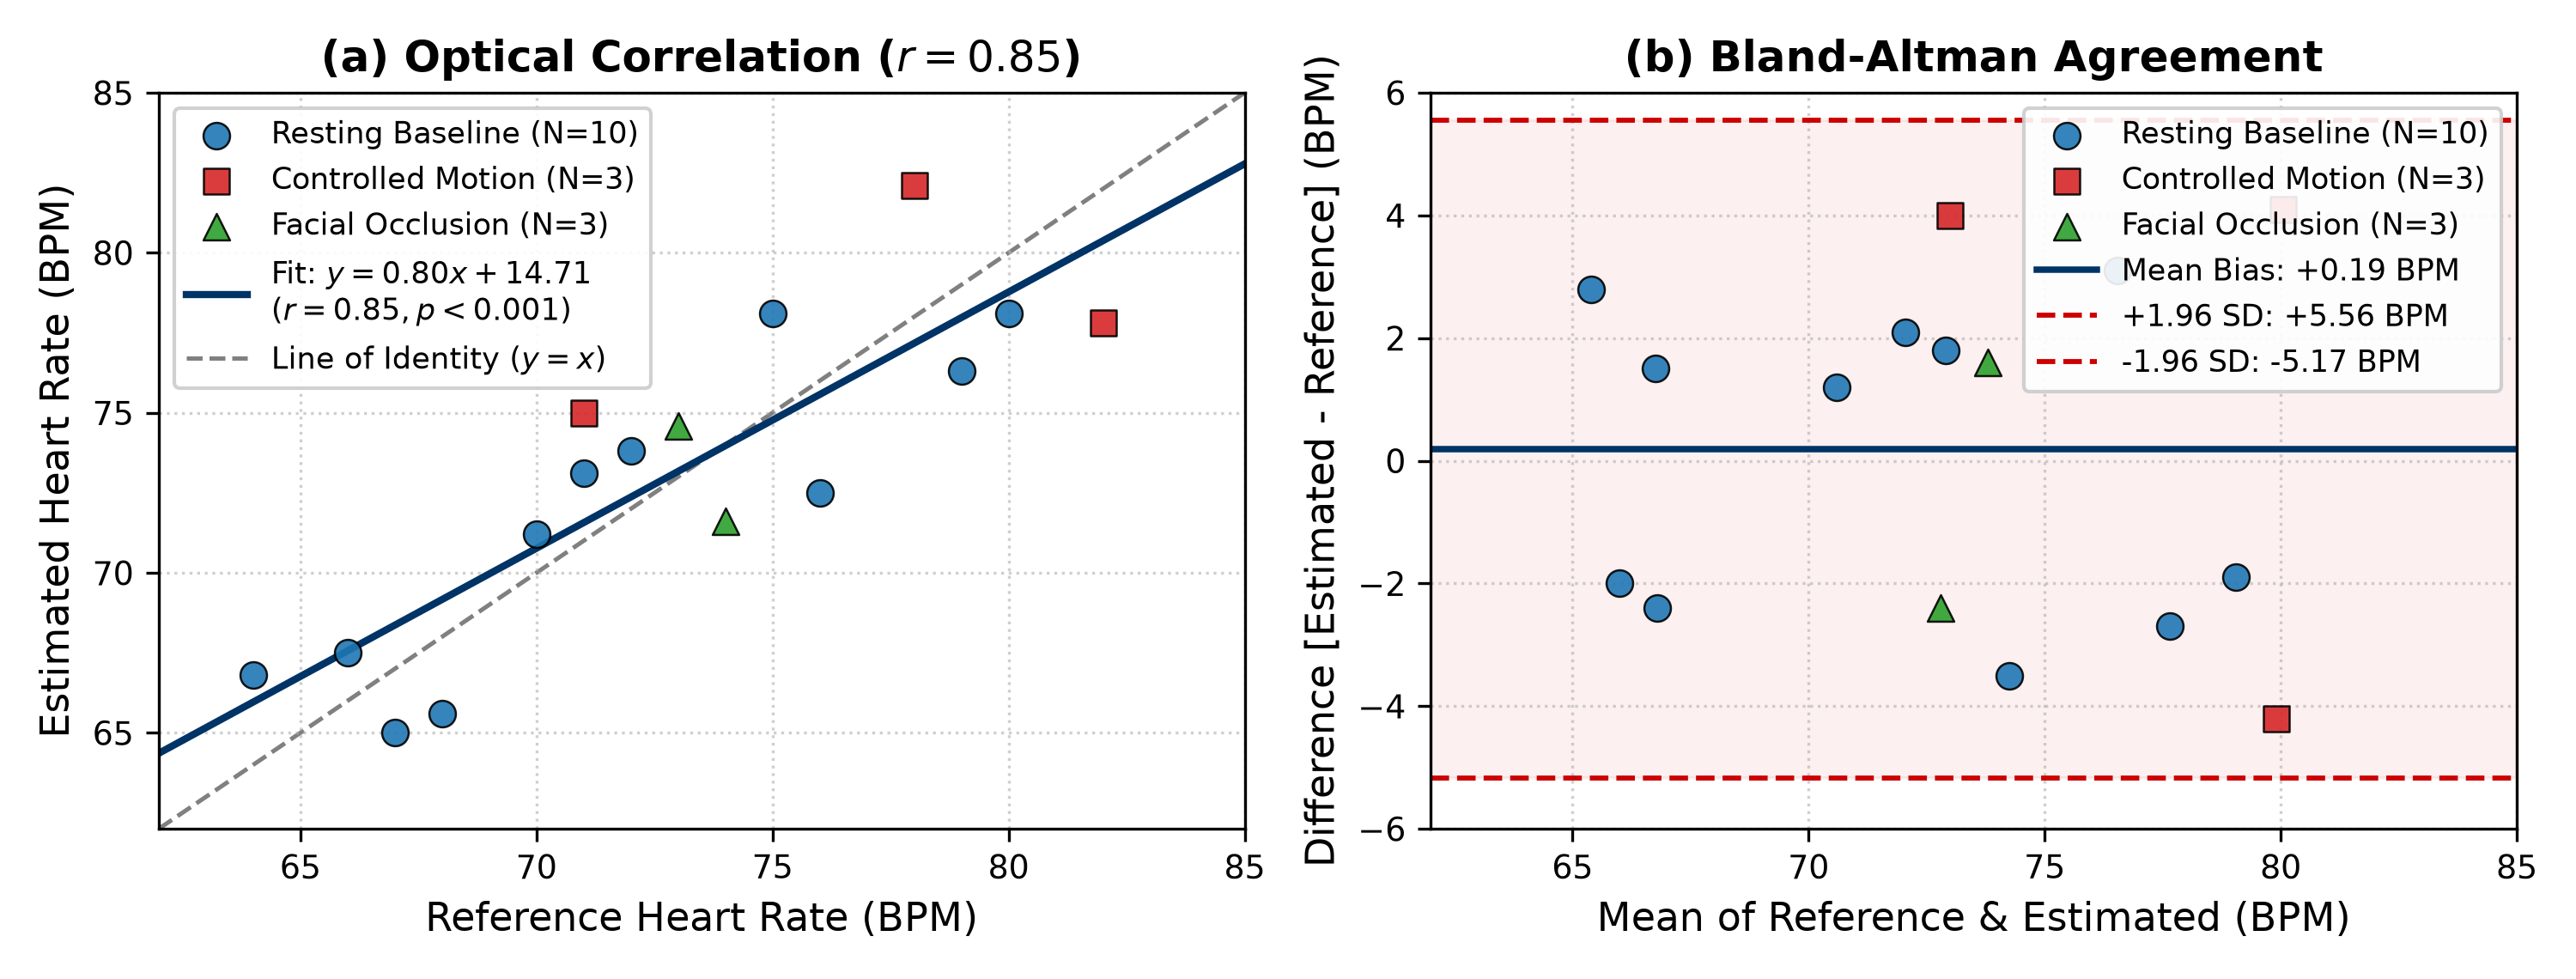 (a) Optical Correlation (r = 0.85)
85
80
75
70
65
Estimated Heart Rate (BPM)
Resting Baseline (N=10)
Controlled Motion (N=3)
Facial Occlusion (N=3)
Fit: y = 0.80x + 14.71
(r = 0.85, p < 0.001)
Line of Identity (y = x)
65 70 75 80 85
Reference Heart Rate (BPM)
(b) Bland-Altman Agreement
6
4
2
0
−2
−4
−6
Difference [Estimated - Reference] (BPM)
Resting Baseline (N=10)
Controlled Motion (N=3)
Facial Occlusion (N=3)
Mean Bias: +0.19 BPM
+1.96 SD: +5.56 BPM
-1.96 SD: -5.17 BPM
65 70 75 80 85
Mean of Reference & Estimated (BPM)